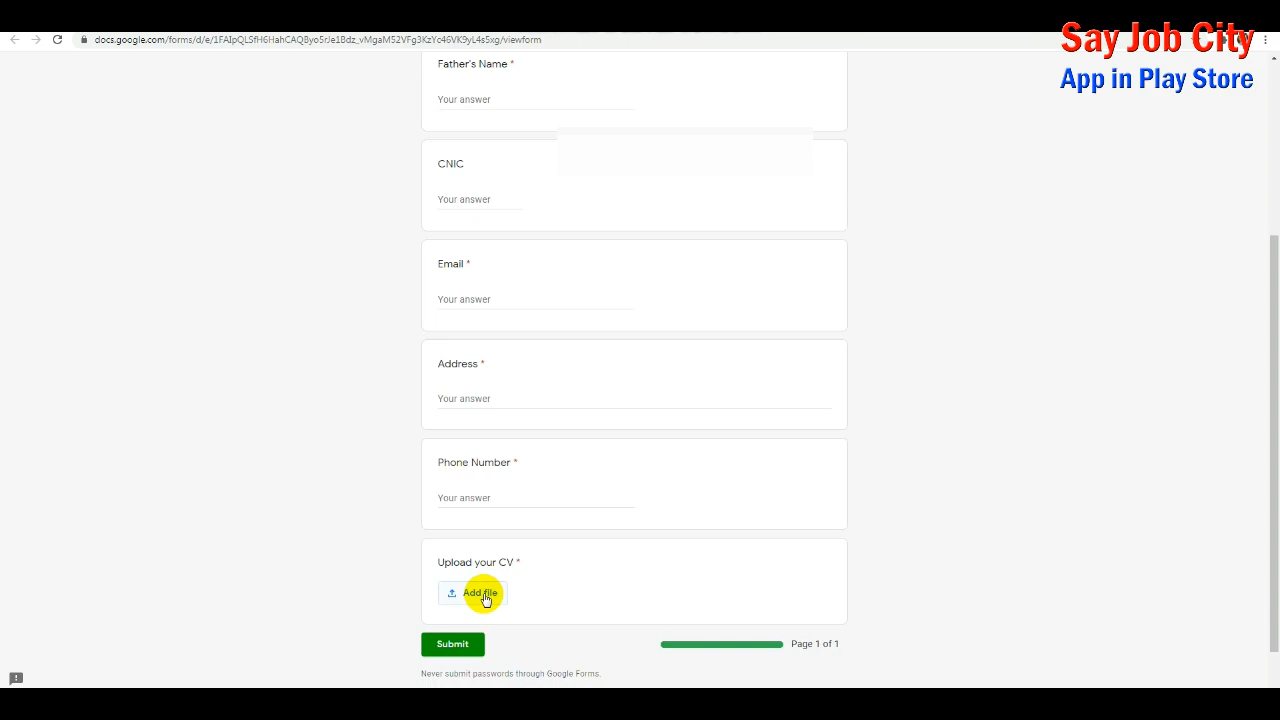 docs.google.com/forms/d/e/1FAIpQLSfH6HahCAQByo5rJe1Bdz_vMgaM52VFg3KzYc46VK9yL4s5xg/viewform
Say Job City
App in Play Store
Father's Name *
Your answer
CNIC
Your answer
Email *
Your answer
Address *
Your answer
Phone Number *
Your answer
Upload your CV *
Add file
Submit
Page 1 of 1
Never submit passwords through Google Forms.